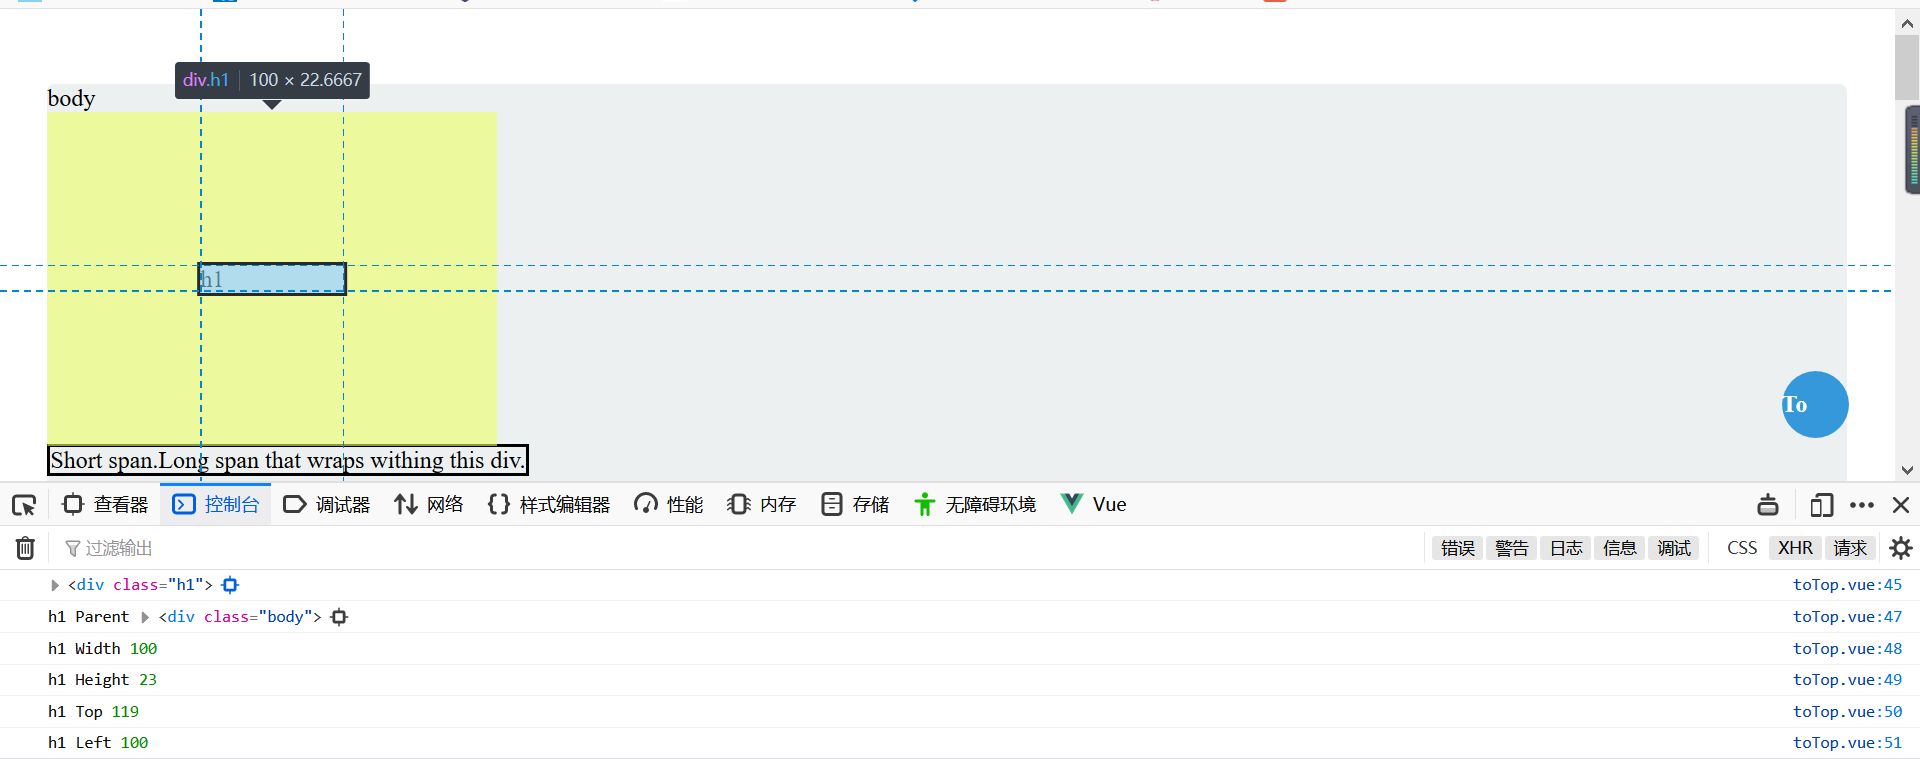 div.h1 100 × 22.6667
body
h1
To
Short span.Long span that wraps withing this div.
查看器 控制台 调试器 网络 样式编辑器 性能 内存 存储 无障碍环境 Vue
过滤输出 错误 警告 日志 信息 调试 CSS XHR 请求
<div class="h1"> toTop.vue:45
h1 Parent <div class="body"> toTop.vue:47
h1 Width 100 toTop.vue:48
h1 Height 23 toTop.vue:49
h1 Top 119 toTop.vue:50
h1 Left 100 toTop.vue:51